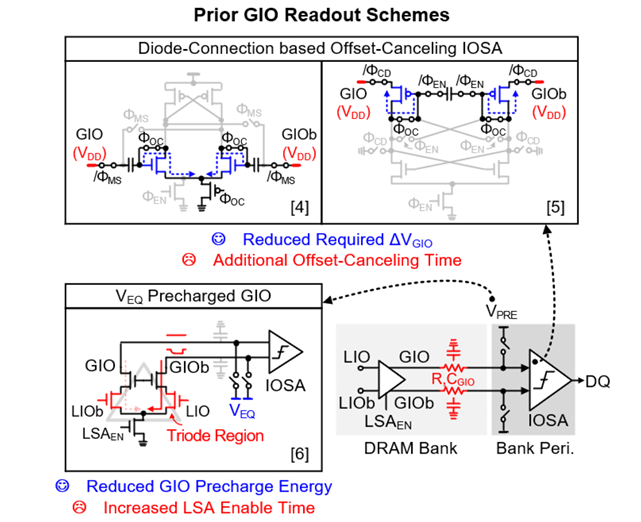 Prior GIO Readout Schemes
Diode-Connection based Offset-Canceling IOSA
ΦMS
ΦMS
ΦOC
ΦOC
GIO
(VDD)
GIOb
(VDD)
/ΦMS
/ΦMS
ΦEN
ΦOC
[4]
/ΦCD
/ΦEN
/ΦEN
/ΦCD
GIO
(VDD)
GIOb
(VDD)
ΦOC
ΦOC
ΦCD
ΦEN
ΦEN
ΦCD
ΦEN
[5]
Reduced Required ΔVGIO
Additional Offset-Canceling Time
VEQ Precharged GIO
GIO
GIOb
IOSA
LIOb
LIO
VEQ
LSAEN
Triode Region
[6]
VPRE
LIO
GIO
R,CGIO
DQ
LIOb
GIOb
LSAEN
IOSA
DRAM Bank
Bank Peri.
Reduced GIO Precharge Energy
Increased LSA Enable Time